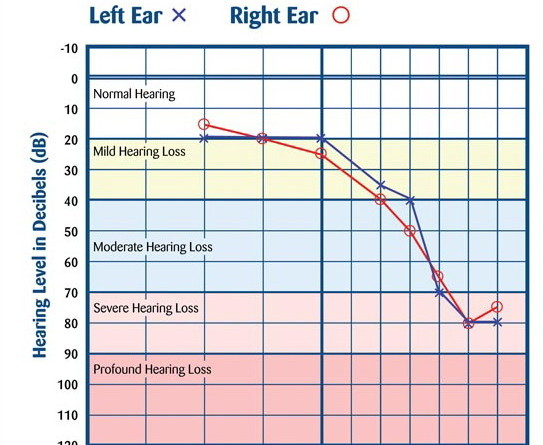 Left Ear × Right Ear ○
-10
0
Normal Hearing
10
20
Mild Hearing Loss
30
40
50
Moderate Hearing Loss
60
70
Severe Hearing Loss
80
90
Profound Hearing Loss
100
110
120
Hearing Level in Decibels (dB)